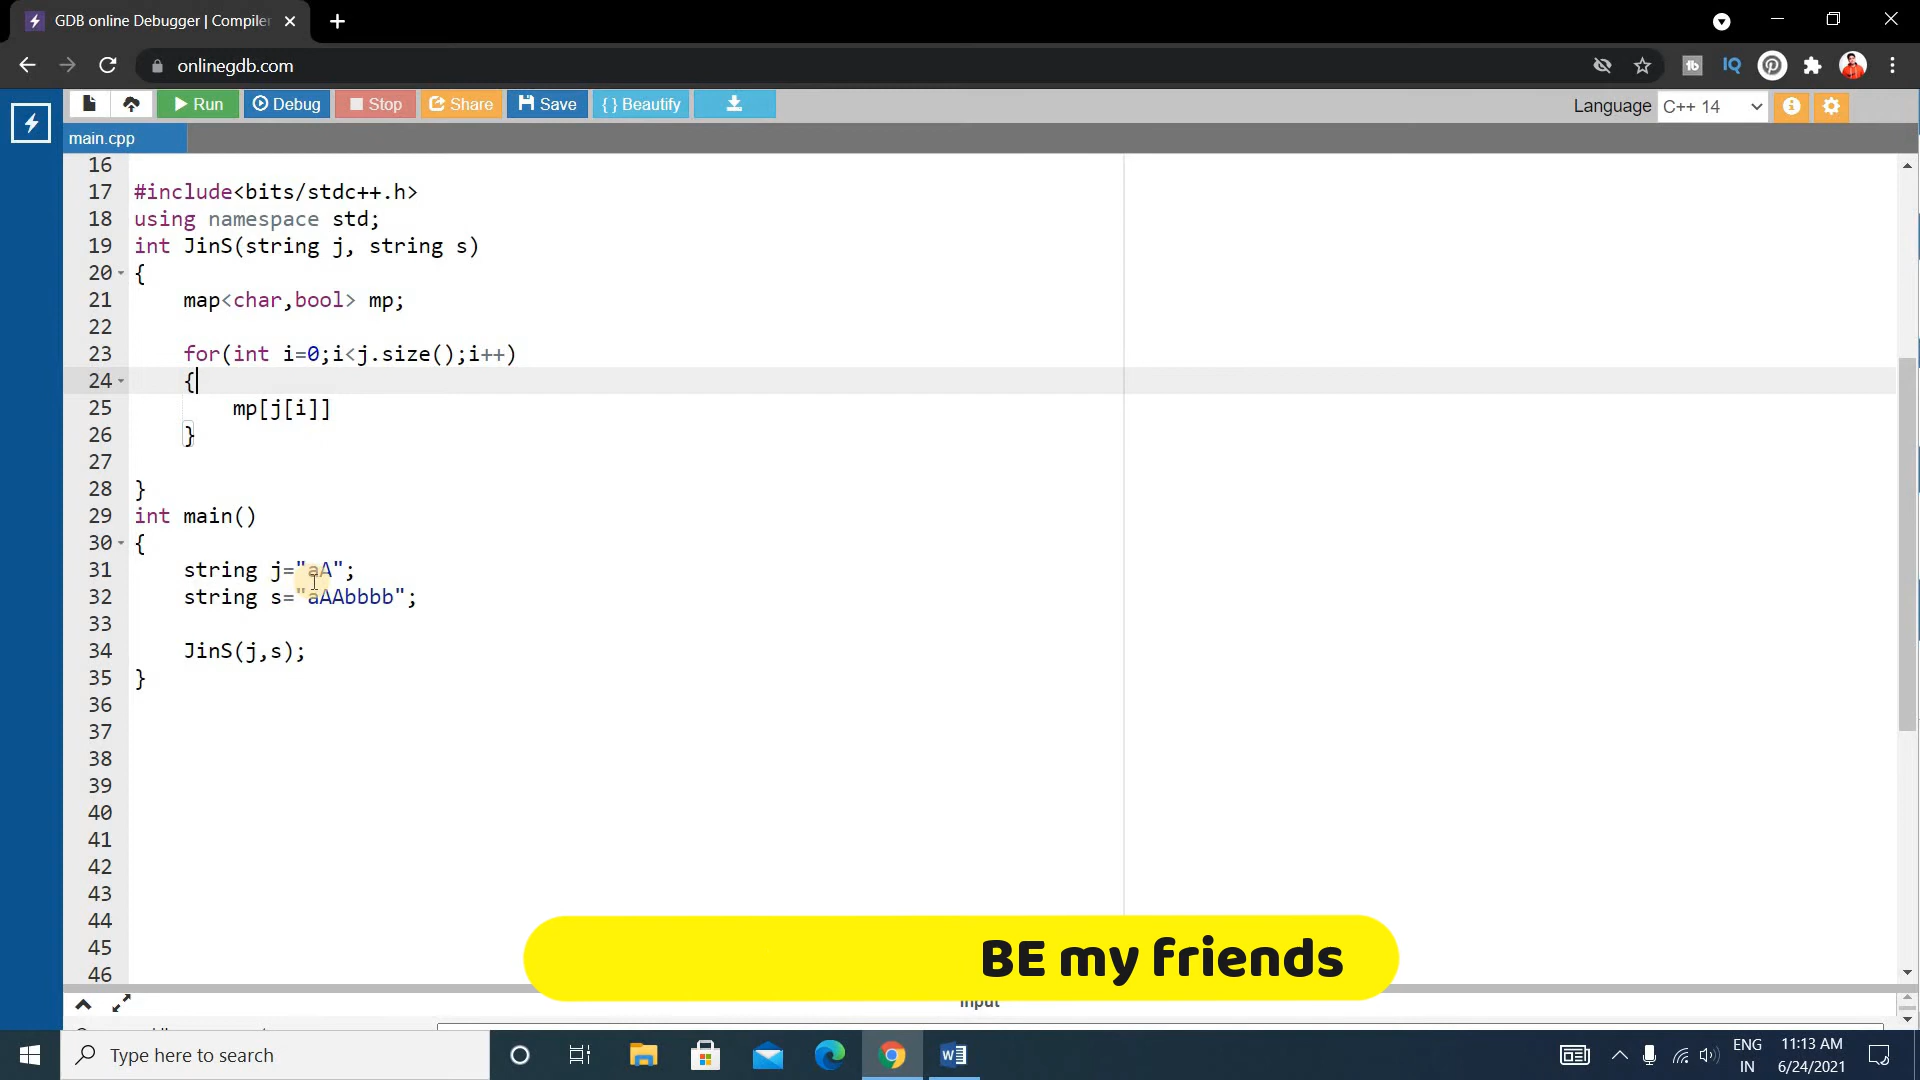 GDB online Debugger | Compiler
onlinegdb.com
Run Debug Stop Share Save { } Beautify Language C++ 14
main.cpp
16
17 #include<bits/stdc++.h>
18 using namespace std;
19 int JinS(string j, string s)
20 {
21 map<char,bool> mp;
22
23 for(int i=0;i<j.size();i++)
24 {
25 mp[j[i]]
26 }
27
28 }
29 int main()
30 {
31 string j="aA";
32 string s="aAAbbbb";
33
34 JinS(j,s);
35 }
36
37
38
39
40
41
42
43
44
45
46
BE my friends
input
Type here to search
ENG
IN
11:13 AM
6/24/2021